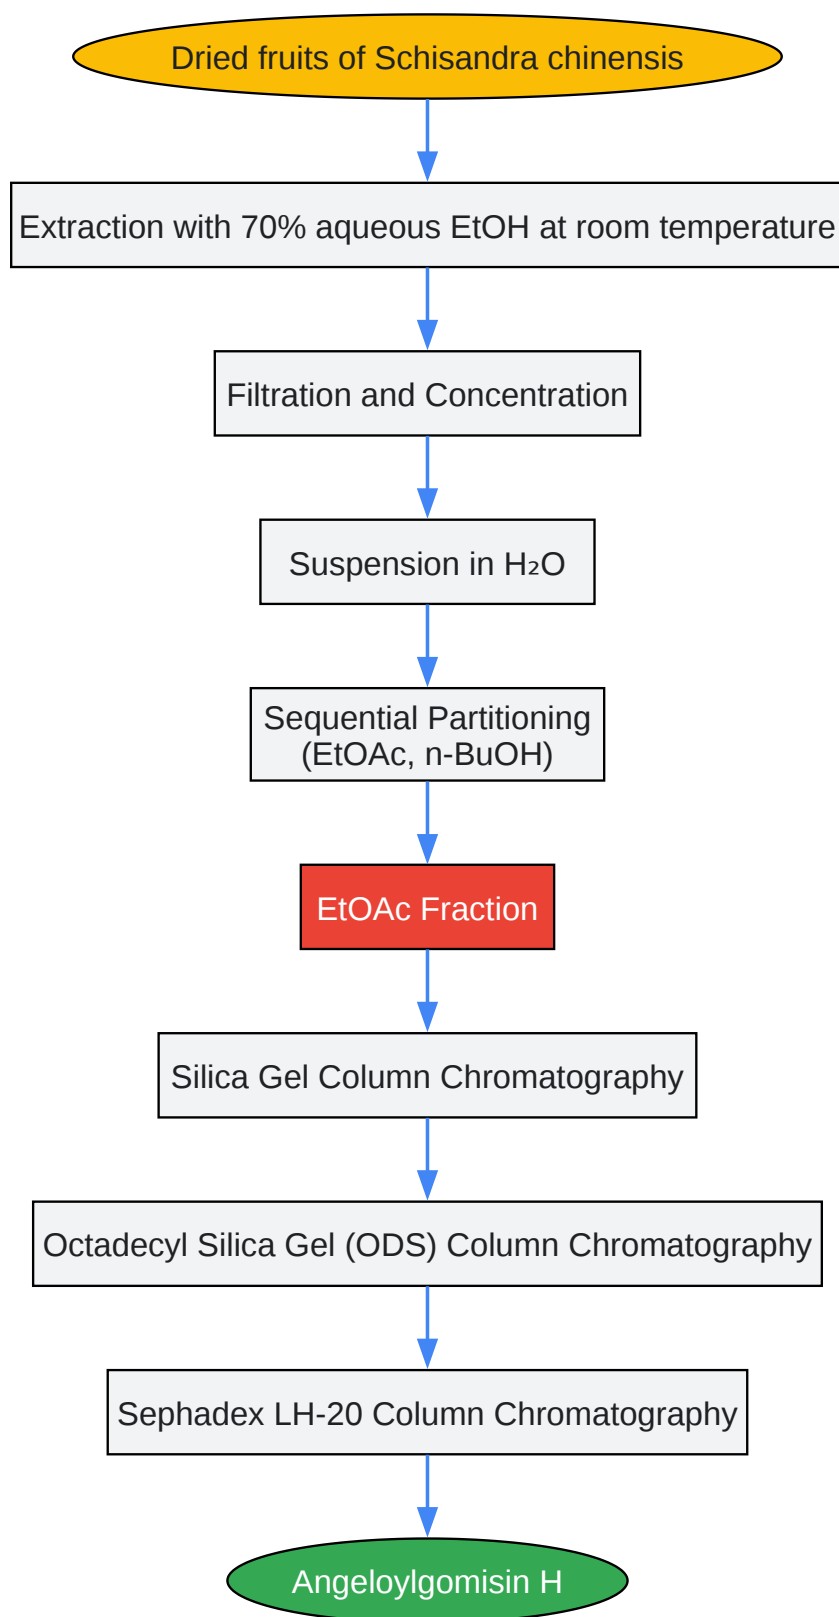 Dried fruits of Schisandra chinensis
Extraction with 70% aqueous EtOH at room temperature
Filtration and Concentration
Suspension in H₂O
Sequential Partitioning
(EtOAc, n-BuOH)
EtOAc Fraction
Silica Gel Column Chromatography
Octadecyl Silica Gel (ODS) Column Chromatography
Sephadex LH-20 Column Chromatography
Angeloylgomisin H